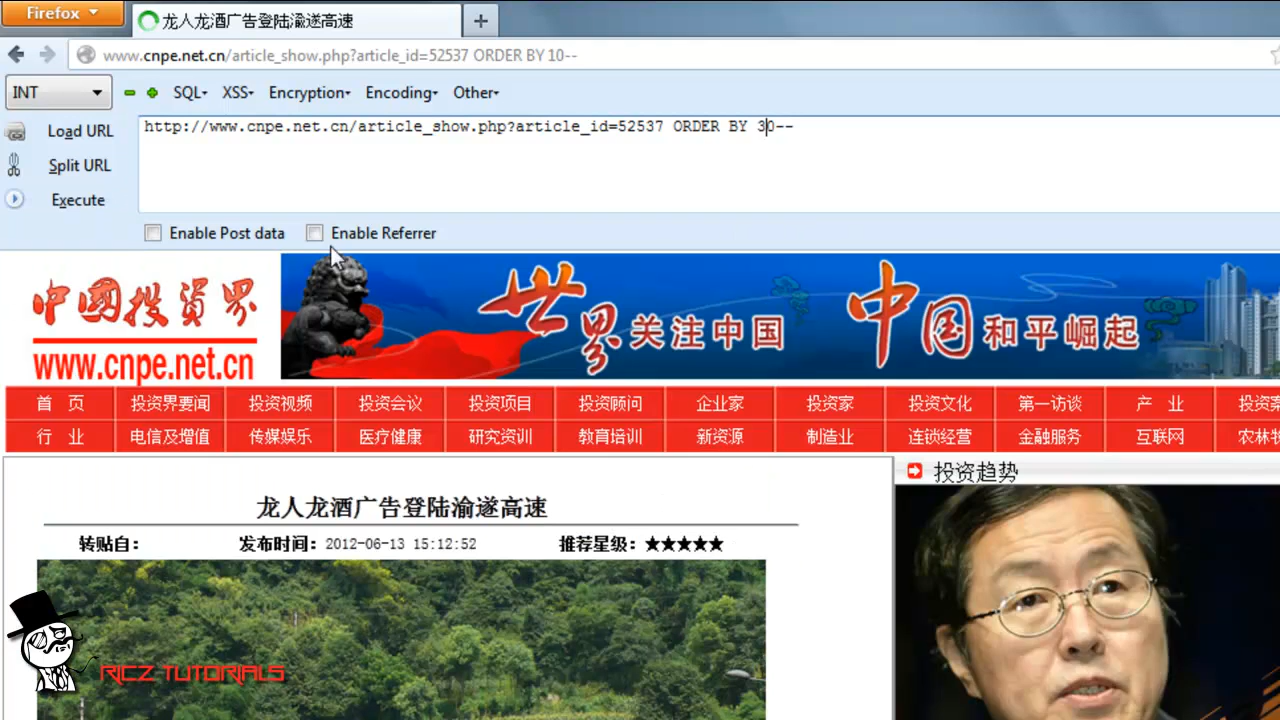 Firefox
龙人龙酒广告登陆渝遂高速
www.cnpe.net.cn/article_show.php?article_id=52537 ORDER BY 10--
INT SQL XSS Encryption Encoding Other
Load URL
http://www.cnpe.net.cn/article_show.php?article_id=52537 ORDER BY 30--
Split URL
Execute
Enable Post data Enable Referrer
中國投资界
www.cnpe.net.cn
世界关注中国 中国和平崛起
首 页 投资界要闻 投资视频 投资会议 投资项目 投资顾问 企业家 投资家 投资文化 第一访谈 产 业 投资
行 业 电信及增值 传媒娱乐 医疗健康 研究资训 教育培训 新资源 制造业 连锁经营 金融服务 互联网 农林
投资趋势
龙人龙酒广告登陆渝遂高速
转贴自： 发布时间：2012-06-13 15:12:52 推荐星级：★★★★★
RICZ TUTORIALS